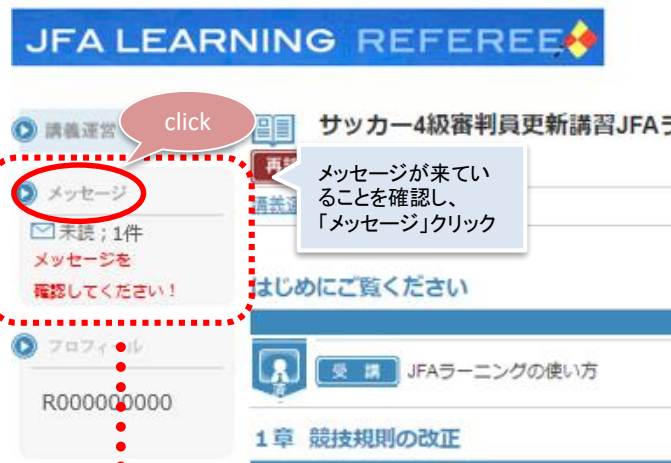 JFA LEARNING REFEREE
講義運営
click
サッカー4級審判員更新講習JFAラ
メッセージ
メッセージが来てい
ることを確認し、
「メッセージ」クリック
未読;1件
メッセージを
確認してください!
はじめにご覧ください
プロフィール
受 講 JFAラーニングの使い方
R000000000
1章 競技規則の改正